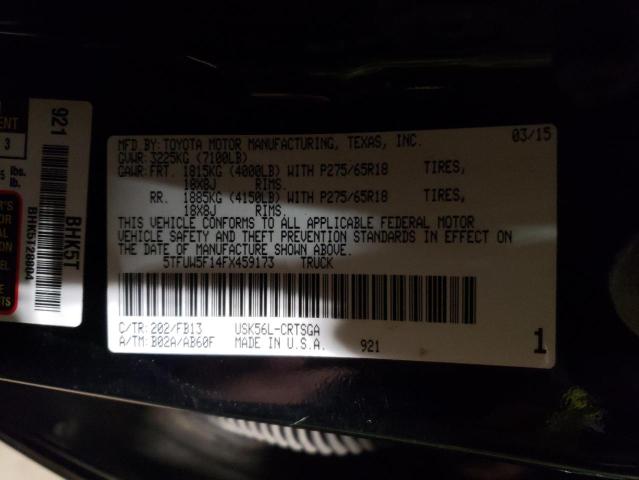 MFD BY: TOYOTA MOTOR MANUFACTURING, TEXAS, INC. 03/15
GVWR: 3225KG (7100LB)
GAWR: FRT. 1815KG (4000LB) WITH P275/65R18 TIRES,
18X8J RIMS.
RR. 1885KG (4150LB) WITH P275/65R18 TIRES,
18X8J RIMS.
THIS VEHICLE CONFORMS TO ALL APPLICABLE FEDERAL MOTOR
VEHICLE SAFETY AND THEFT PREVENTION STANDARDS IN EFFECT ON
THE DATE OF MANUFACTURE SHOWN ABOVE.
5TFUW5F14FX459173 TRUCK
C/TR: 202/FB13 USK56L-CRTSGA
A/TM: B02A/AB60F MADE IN U.S.A. 921 1
921
BHK5T
3
lbs.